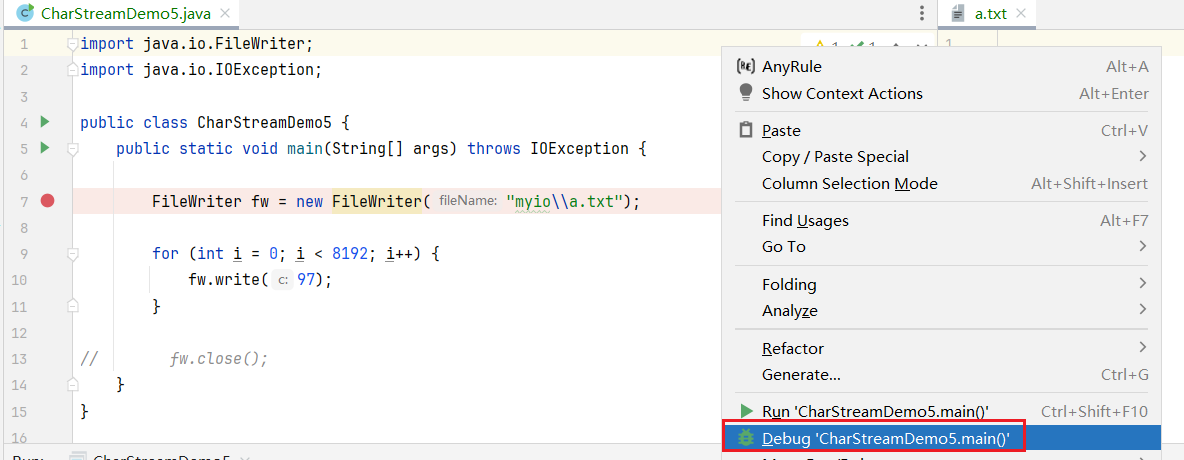 CharStreamDemo5.java
a.txt
1 import java.io.FileWriter;
2 import java.io.IOException;
3
4 public class CharStreamDemo5 {
5 public static void main(String[] args) throws IOException {
6
7 FileWriter fw = new FileWriter( fileName: "myio\\a.txt");
8
9 for (int i = 0; i < 8192; i++) {
10 fw.write( c: 97);
11 }
12
13 // fw.close();
14 }
15 }
16
1
AnyRule Alt+A
Show Context Actions Alt+Enter
Paste Ctrl+V
Copy / Paste Special
Column Selection Mode Alt+Shift+Insert
Find Usages Alt+F7
Go To
Folding
Analyze
Refactor
Generate... Ctrl+G
Run 'CharStreamDemo5.main()' Ctrl+Shift+F10
Debug 'CharStreamDemo5.main()'
Run: CharStreamDemo5